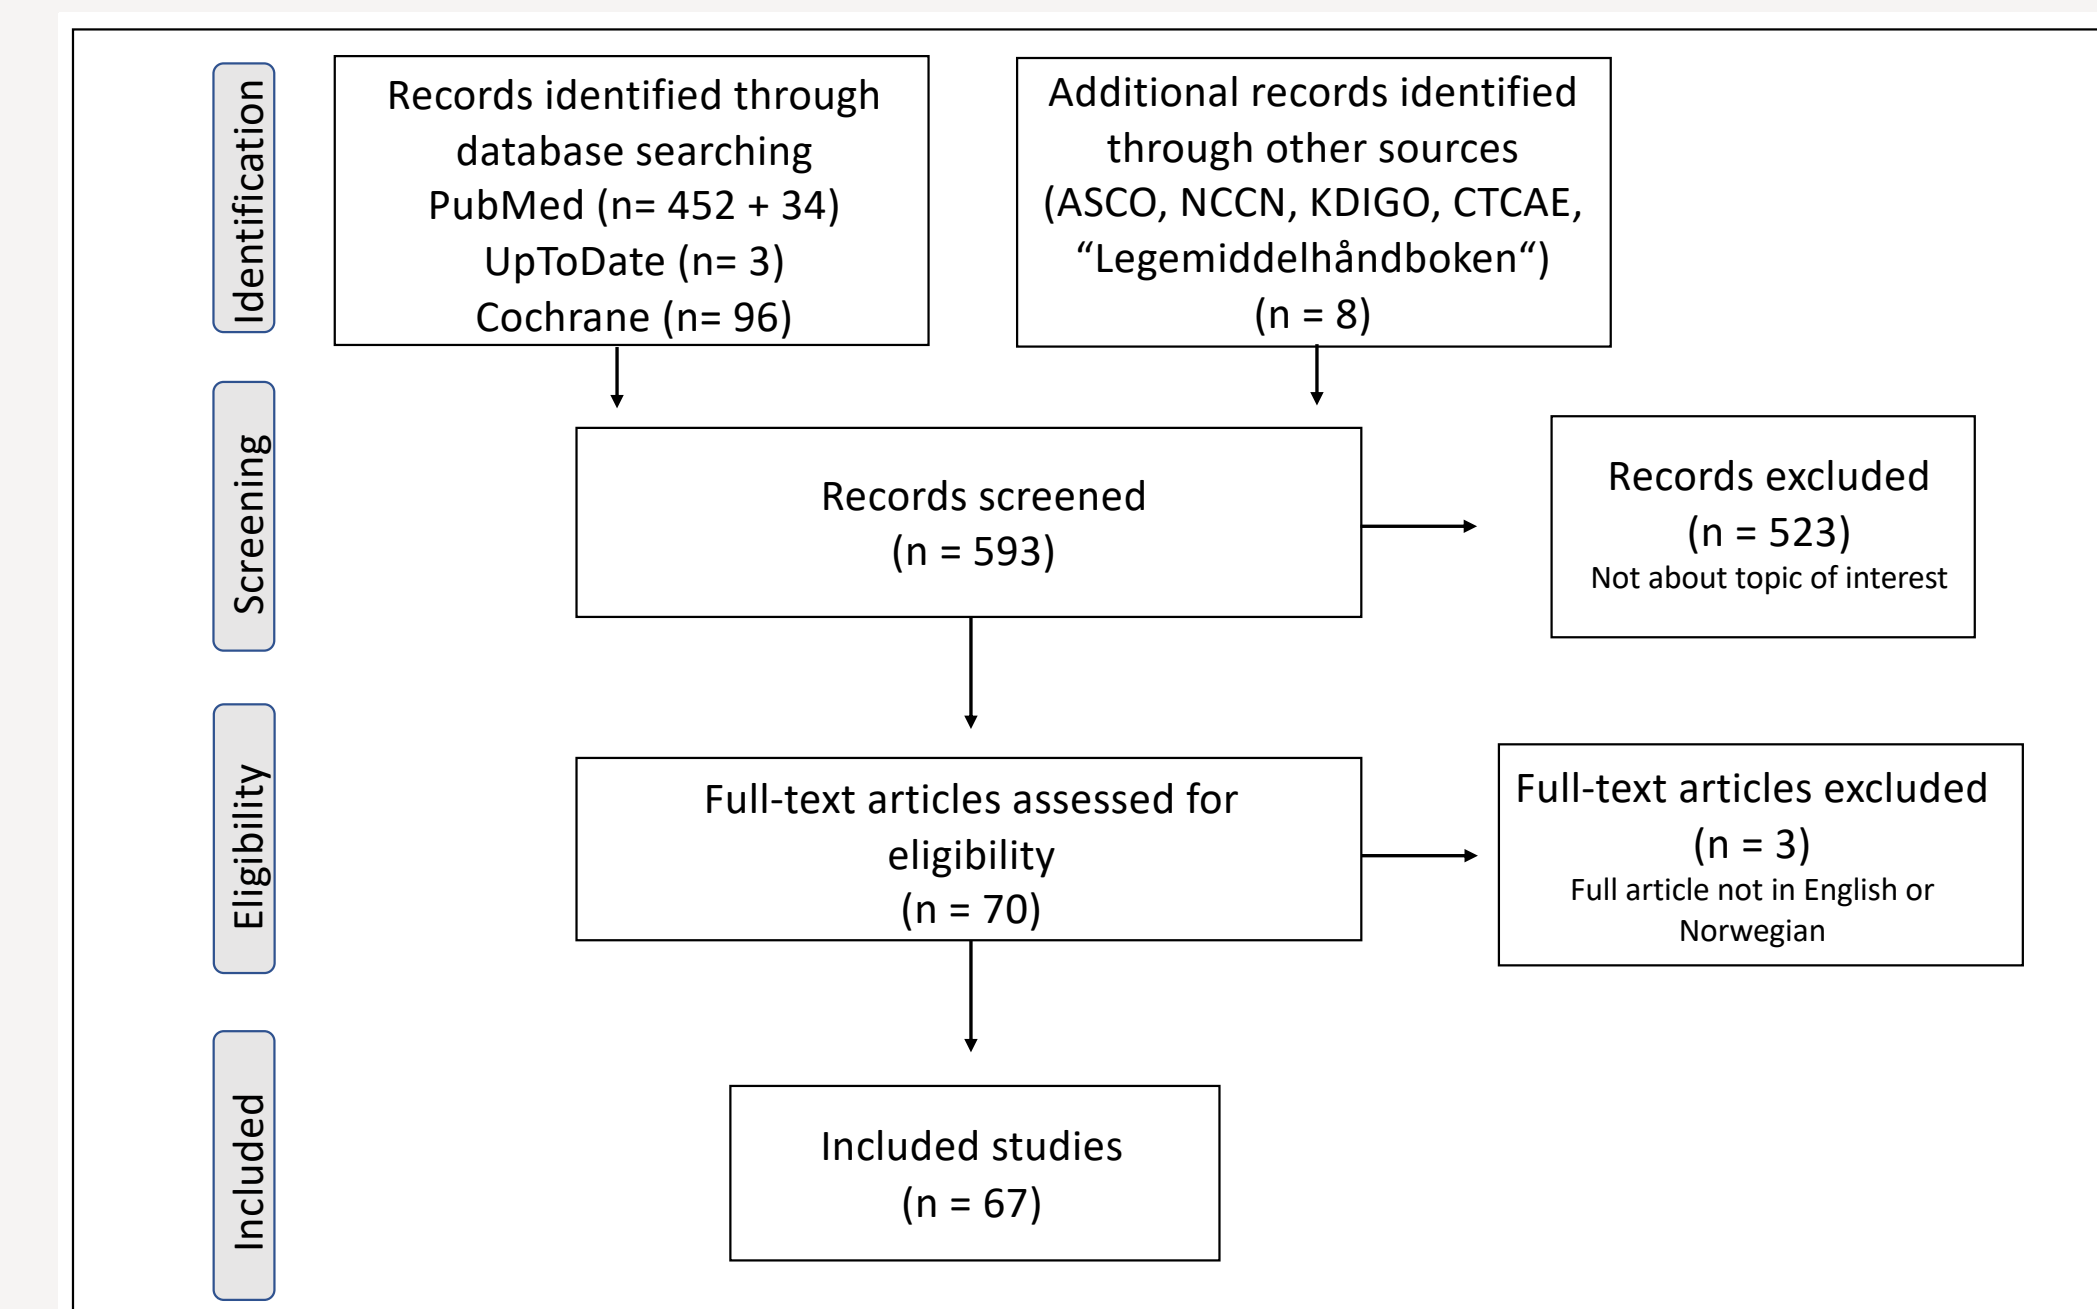 Identification
Records identified through
database searching
PubMed (n= 452 + 34)
UpToDate (n= 3)
Cochrane (n= 96)
Additional records identified
through other sources
(ASCO, NCCN, KDIGO, CTCAE,
“Legemiddelhåndboken“)
(n = 8)
Screening
Records screened
(n = 593)
Records excluded
(n = 523)
Not about topic of interest
Eligibility
Full-text articles assessed for
eligibility
(n = 70)
Full-text articles excluded
(n = 3)
Full article not in English or
Norwegian
Included
Included studies
(n = 67)